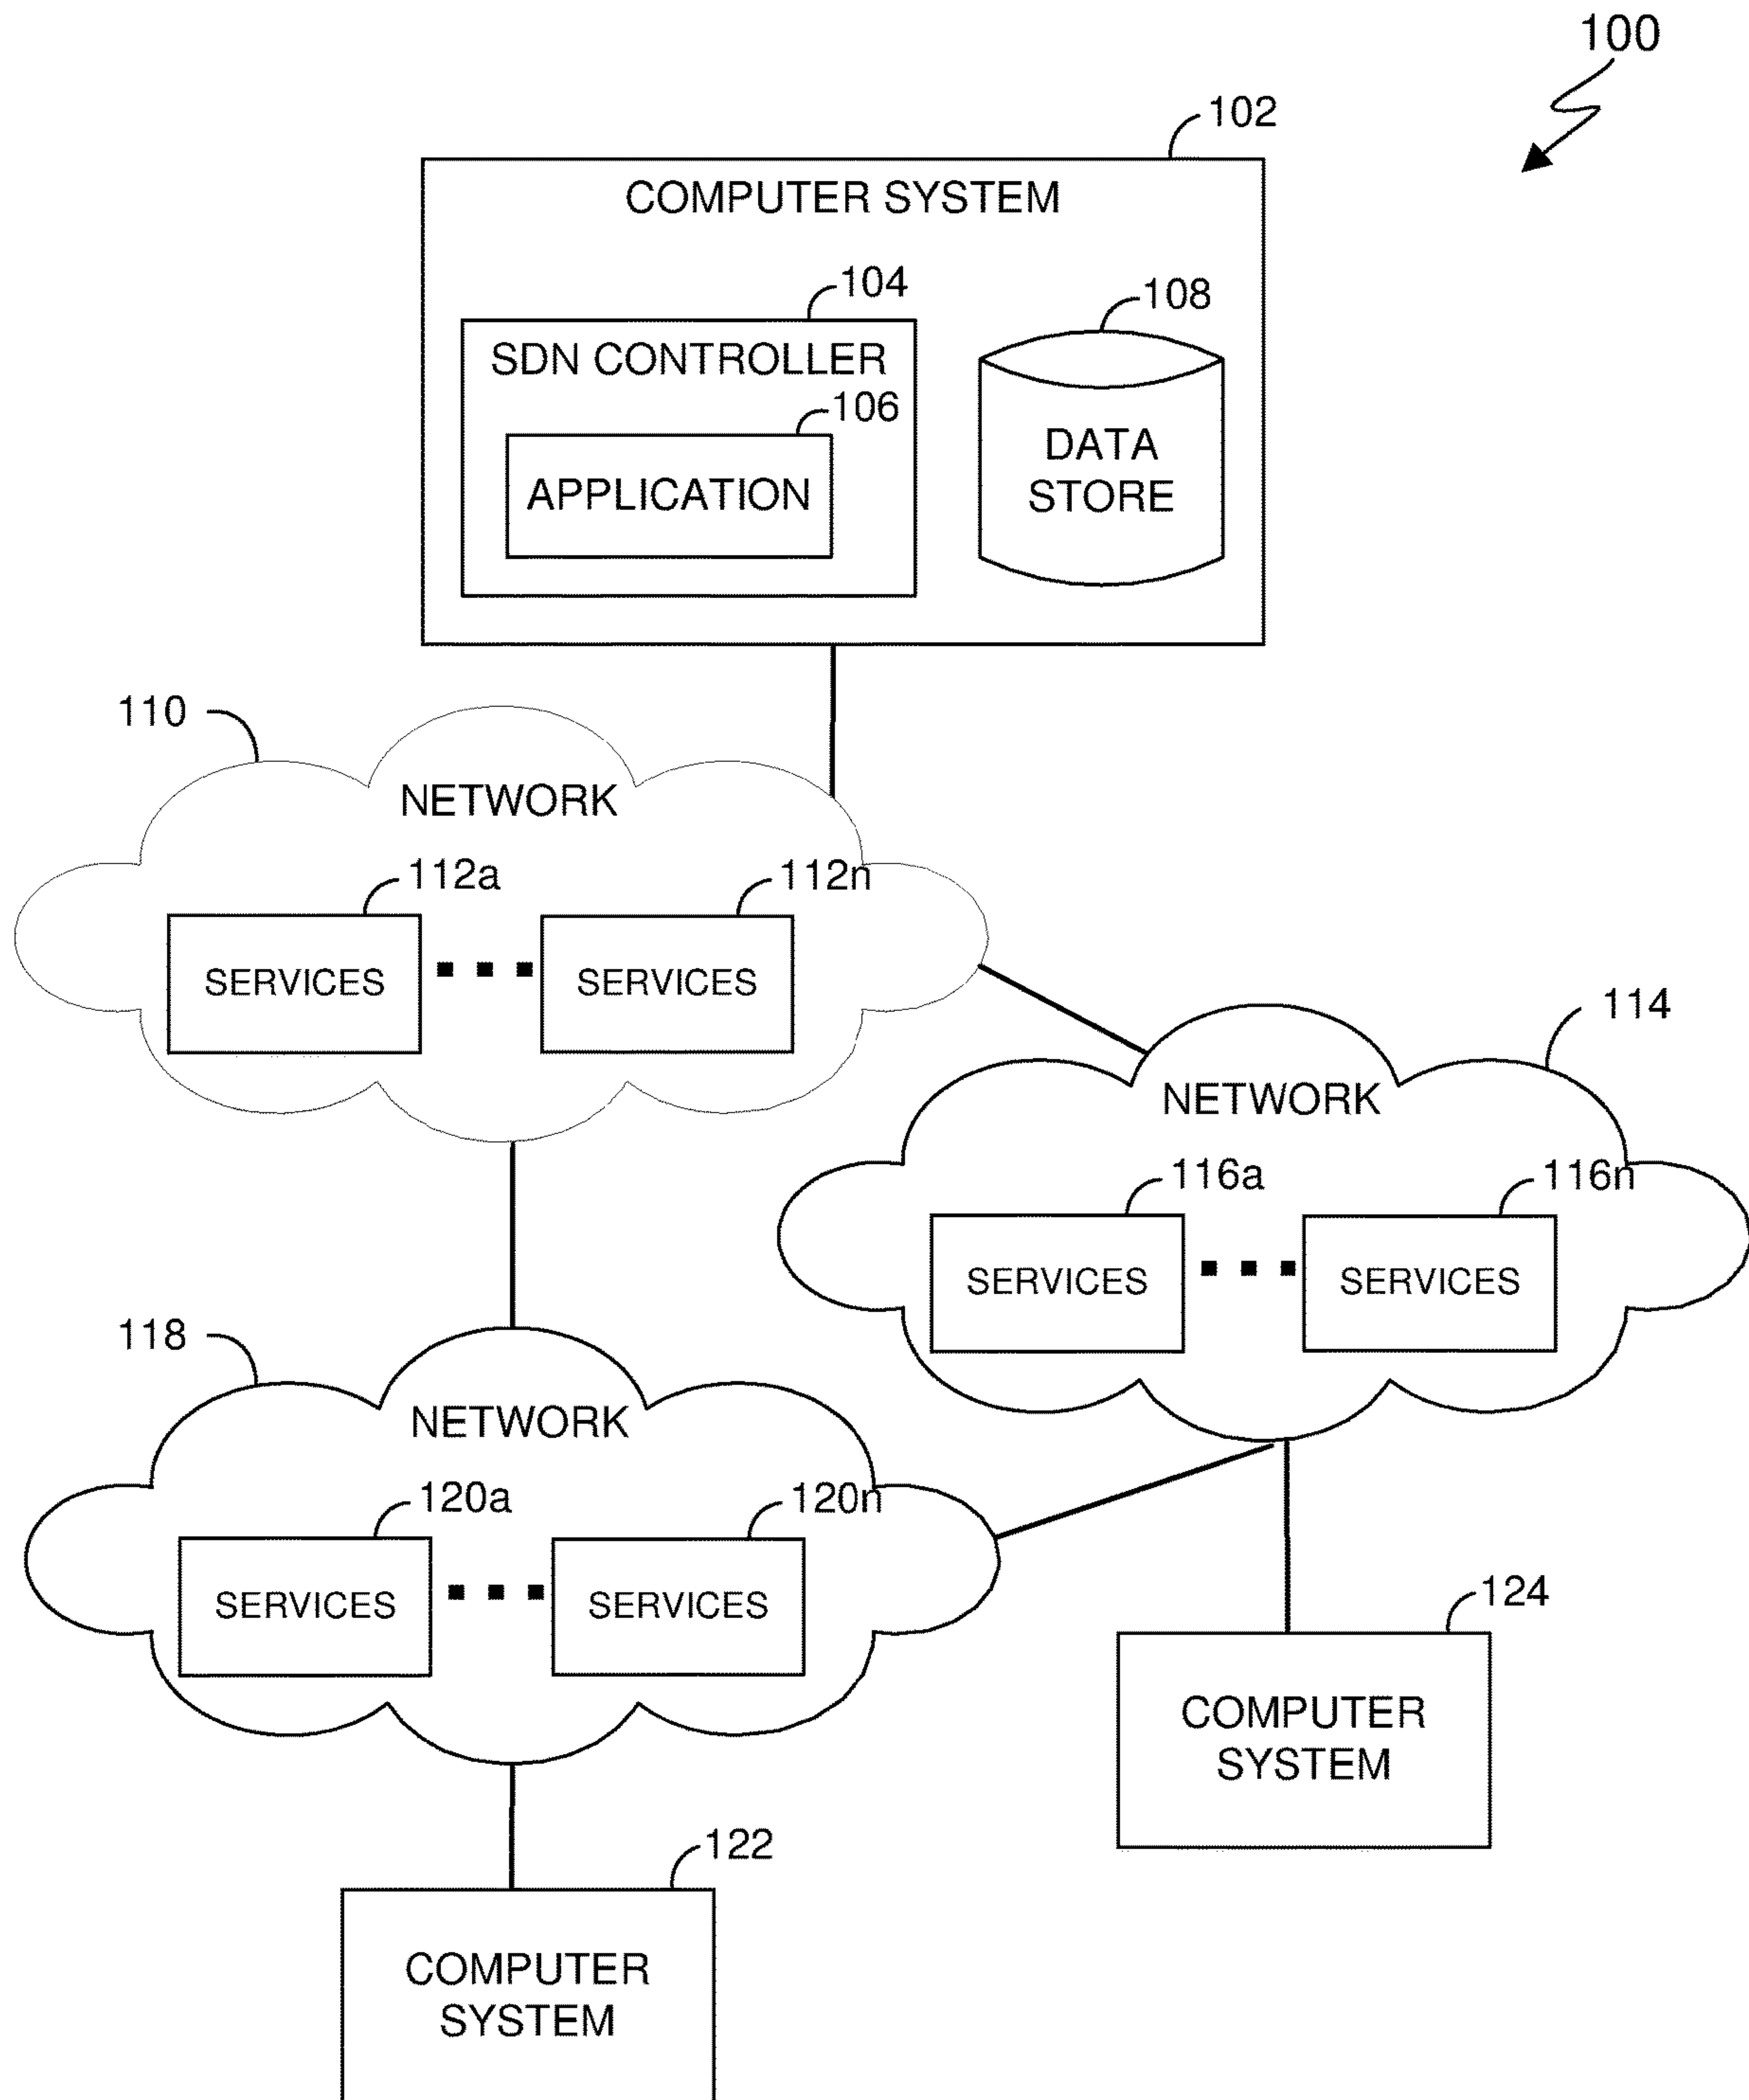 100
102
COMPUTER SYSTEM
104
108
SDN CONTROLLER
106
DATA
STORE
APPLICATION
110
NETWORK
112a
112n
SERVICES
SERVICES
114
NETWORK
116a
116n
SERVICES
SERVICES
118
NETWORK
120a
120n
SERVICES
SERVICES
124
COMPUTER
SYSTEM
122
COMPUTER
SYSTEM